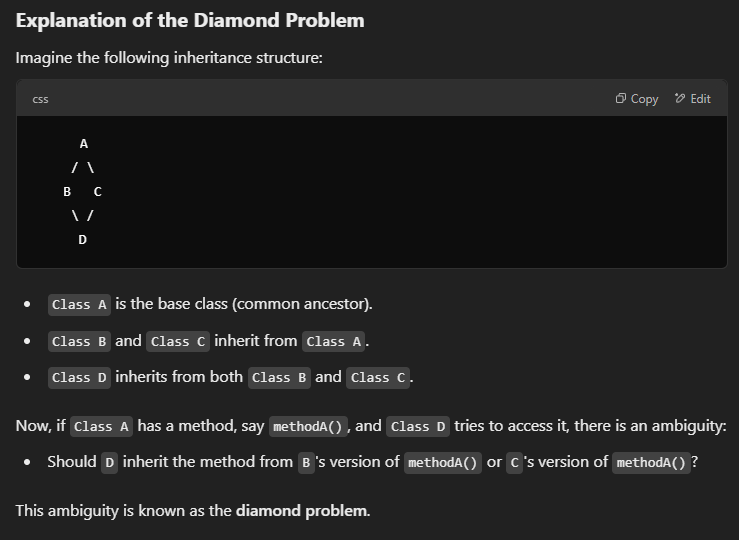 Explanation of the Diamond Problem
Imagine the following inheritance structure:
css Copy Edit
A
/ \
B C
\ /
D
• Class A is the base class (common ancestor).
• Class B and Class C inherit from Class A.
• Class D inherits from both Class B and Class C.
Now, if Class A has a method, say methodA(), and Class D tries to access it, there is an ambiguity:
• Should D inherit the method from B's version of methodA() or C's version of methodA()?
This ambiguity is known as the diamond problem.